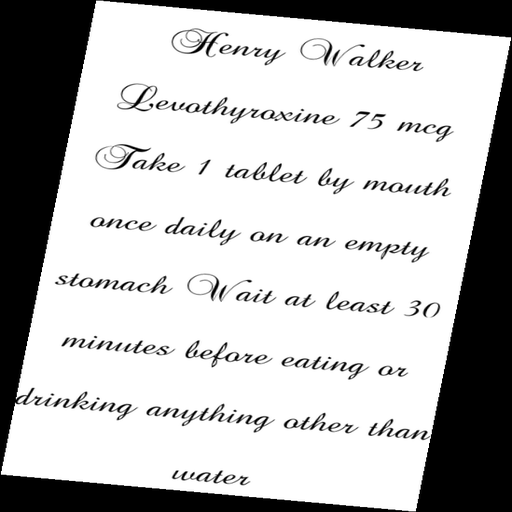 Henry Walker
Levothyroxine 75 mcg
Take 1 tablet by mouth
once daily on an empty
stomach Wait at least 30
minutes before eating or
drinking anything other than
water